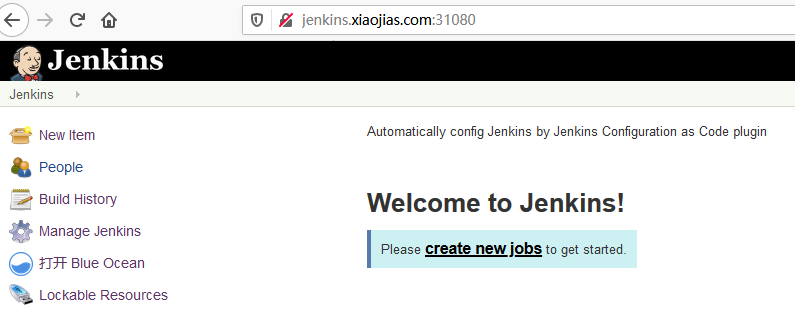 jenkins.xiaojias.com:31080
Jenkins
Jenkins
New Item
People
Build History
Manage Jenkins
打开 Blue Ocean
Lockable Resources
Automatically config Jenkins by Jenkins Configuration as Code plugin
Welcome to Jenkins!
Please create new jobs to get started.